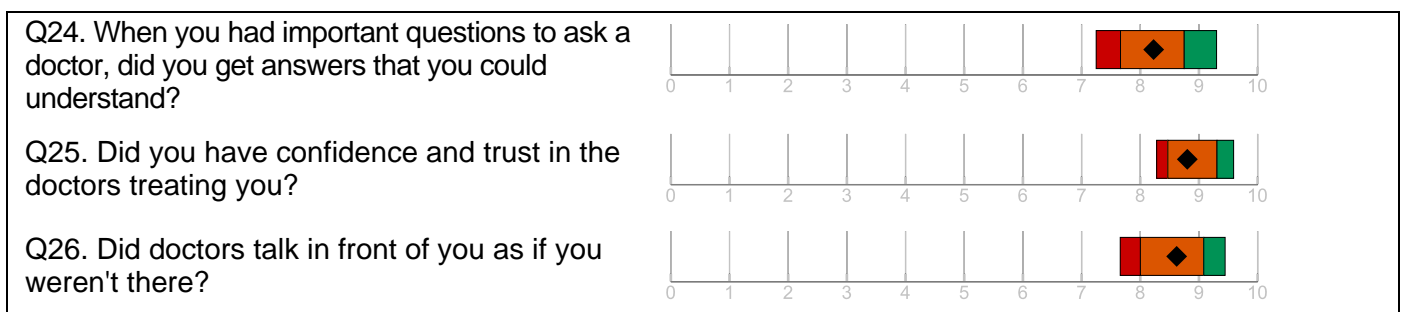 Q24. When you had important questions to ask a
doctor, did you get answers that you could
understand?
0 1 2 3 4 5 6 7 8 9 10
Q25. Did you have confidence and trust in the
doctors treating you?
0 1 2 3 4 5 6 7 8 9 10
Q26. Did doctors talk in front of you as if you
weren't there?
0 1 2 3 4 5 6 7 8 9 10